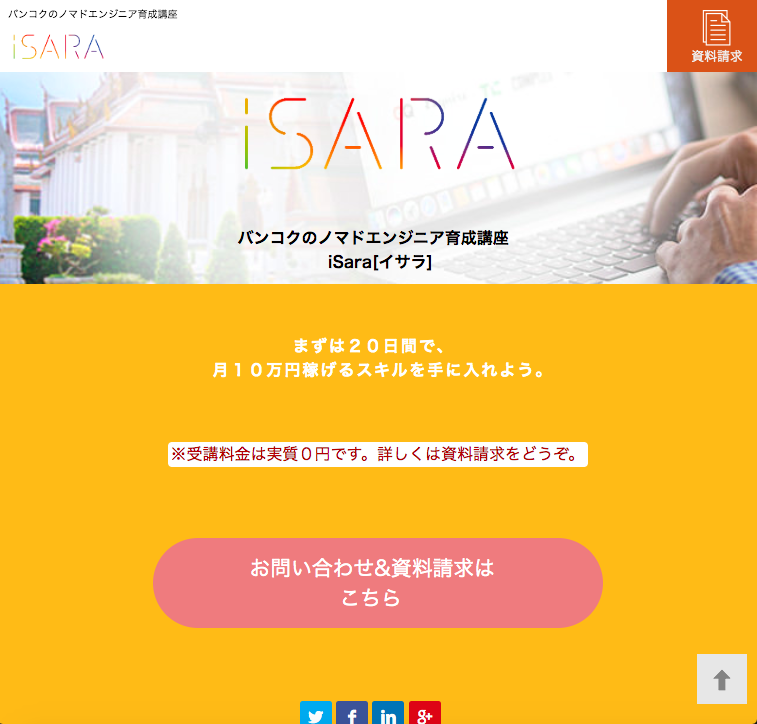 バンコクのノマドエンジニア育成講座
iSARA
資料請求
iSARA
バンコクのノマドエンジニア育成講座
iSara[イサラ]
まずは２０日間で、
月１０万円稼げるスキルを手に入れよう。
※受講料金は実質０円です。詳しくは資料請求をどうぞ。
お問い合わせ&資料請求は
こちら
f
in
g+